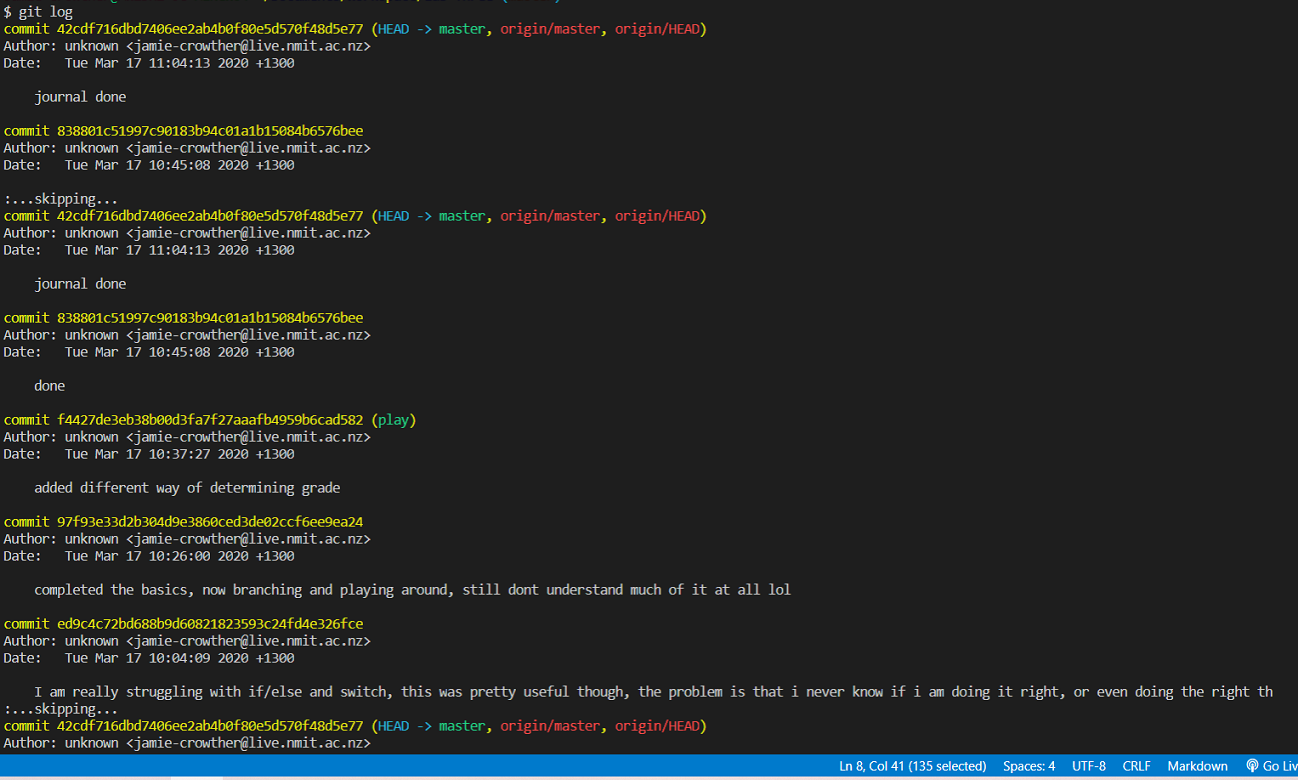 $ git log
commit 42cdf716dbd7406ee2ab4b0f80e5d570f48d5e77 (HEAD -> master, origin/master, origin/HEAD)
Author: unknown <jamie-crowther@live.nmit.ac.nz>
Date:   Tue Mar 17 11:04:13 2020 +1300
    journal done
commit 838801c51997c90183b94c01a1b15084b6576bee
Author: unknown <jamie-crowther@live.nmit.ac.nz>
Date:   Tue Mar 17 10:45:08 2020 +1300
:...skipping...
commit 42cdf716dbd7406ee2ab4b0f80e5d570f48d5e77 (HEAD -> master, origin/master, origin/HEAD)
Author: unknown <jamie-crowther@live.nmit.ac.nz>
Date:   Tue Mar 17 11:04:13 2020 +1300
    journal done
commit 838801c51997c90183b94c01a1b15084b6576bee
Author: unknown <jamie-crowther@live.nmit.ac.nz>
Date:   Tue Mar 17 10:45:08 2020 +1300
    done
commit f4427de3eb38b00d3fa7f27aaafb4959b6cad582 (play)
Author: unknown <jamie-crowther@live.nmit.ac.nz>
Date:   Tue Mar 17 10:37:27 2020 +1300
    added different way of determining grade
commit 97f93e33d2b304d9e3860ced3de02ccf6ee9ea24
Author: unknown <jamie-crowther@live.nmit.ac.nz>
Date:   Tue Mar 17 10:26:00 2020 +1300
    completed the basics, now branching and playing around, still dont understand much of it at all lol
commit ed9c4c72bd688b9d60821823593c24fd4e326fce
Author: unknown <jamie-crowther@live.nmit.ac.nz>
Date:   Tue Mar 17 10:04:09 2020 +1300
    I am really struggling with if/else and switch, this was pretty useful though, the problem is that i never know if i am doing it right, or even doing the right th
:...skipping...
commit 42cdf716dbd7406ee2ab4b0f80e5d570f48d5e77 (HEAD -> master, origin/master, origin/HEAD)
Author: unknown <jamie-crowther@live.nmit.ac.nz>
Ln 8, Col 41 (135 selected)   Spaces: 4   UTF-8   CRLF   Markdown   Go Liv